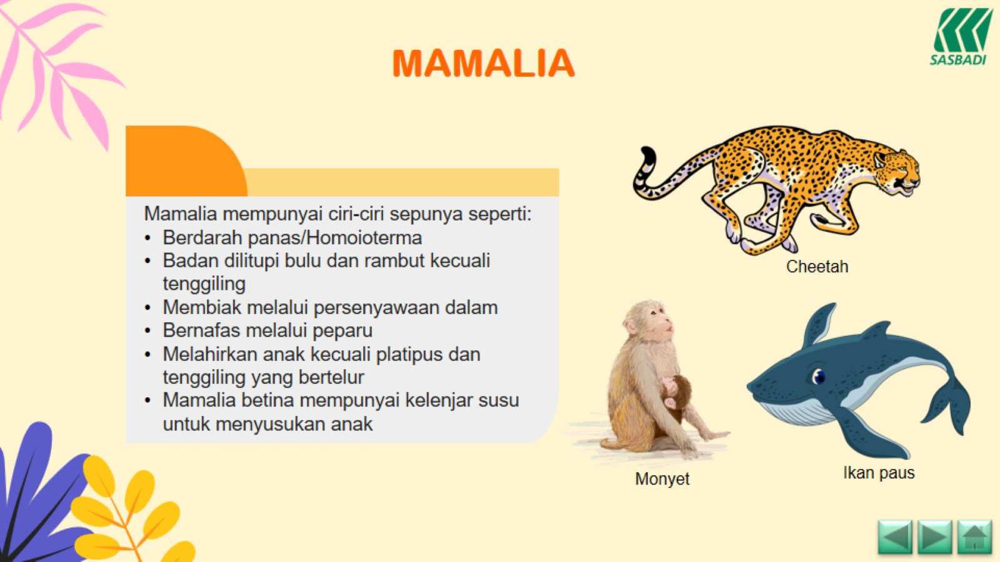 SASBADI
MAMALIA
Mamalia mempunyai ciri-ciri sepunya seperti:
• Berdarah panas/Homoioterma
• Badan dilitupi bulu dan rambut kecuali
tenggiling
• Membiak melalui persenyawaan dalam
• Bernafas melalui peparu
• Melahirkan anak kecuali platipus dan
tenggiling yang bertelur
• Mamalia betina mempunyai kelenjar susu
untuk menyusukan anak
Cheetah
Monyet
Ikan paus